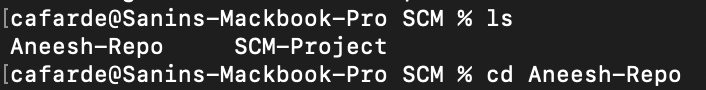 [cafarde@Sanins-Mackbook-Pro SCM % ls
Aneesh-Repo     SCM-Project
[cafarde@Sanins-Mackbook-Pro SCM % cd Aneesh-Repo